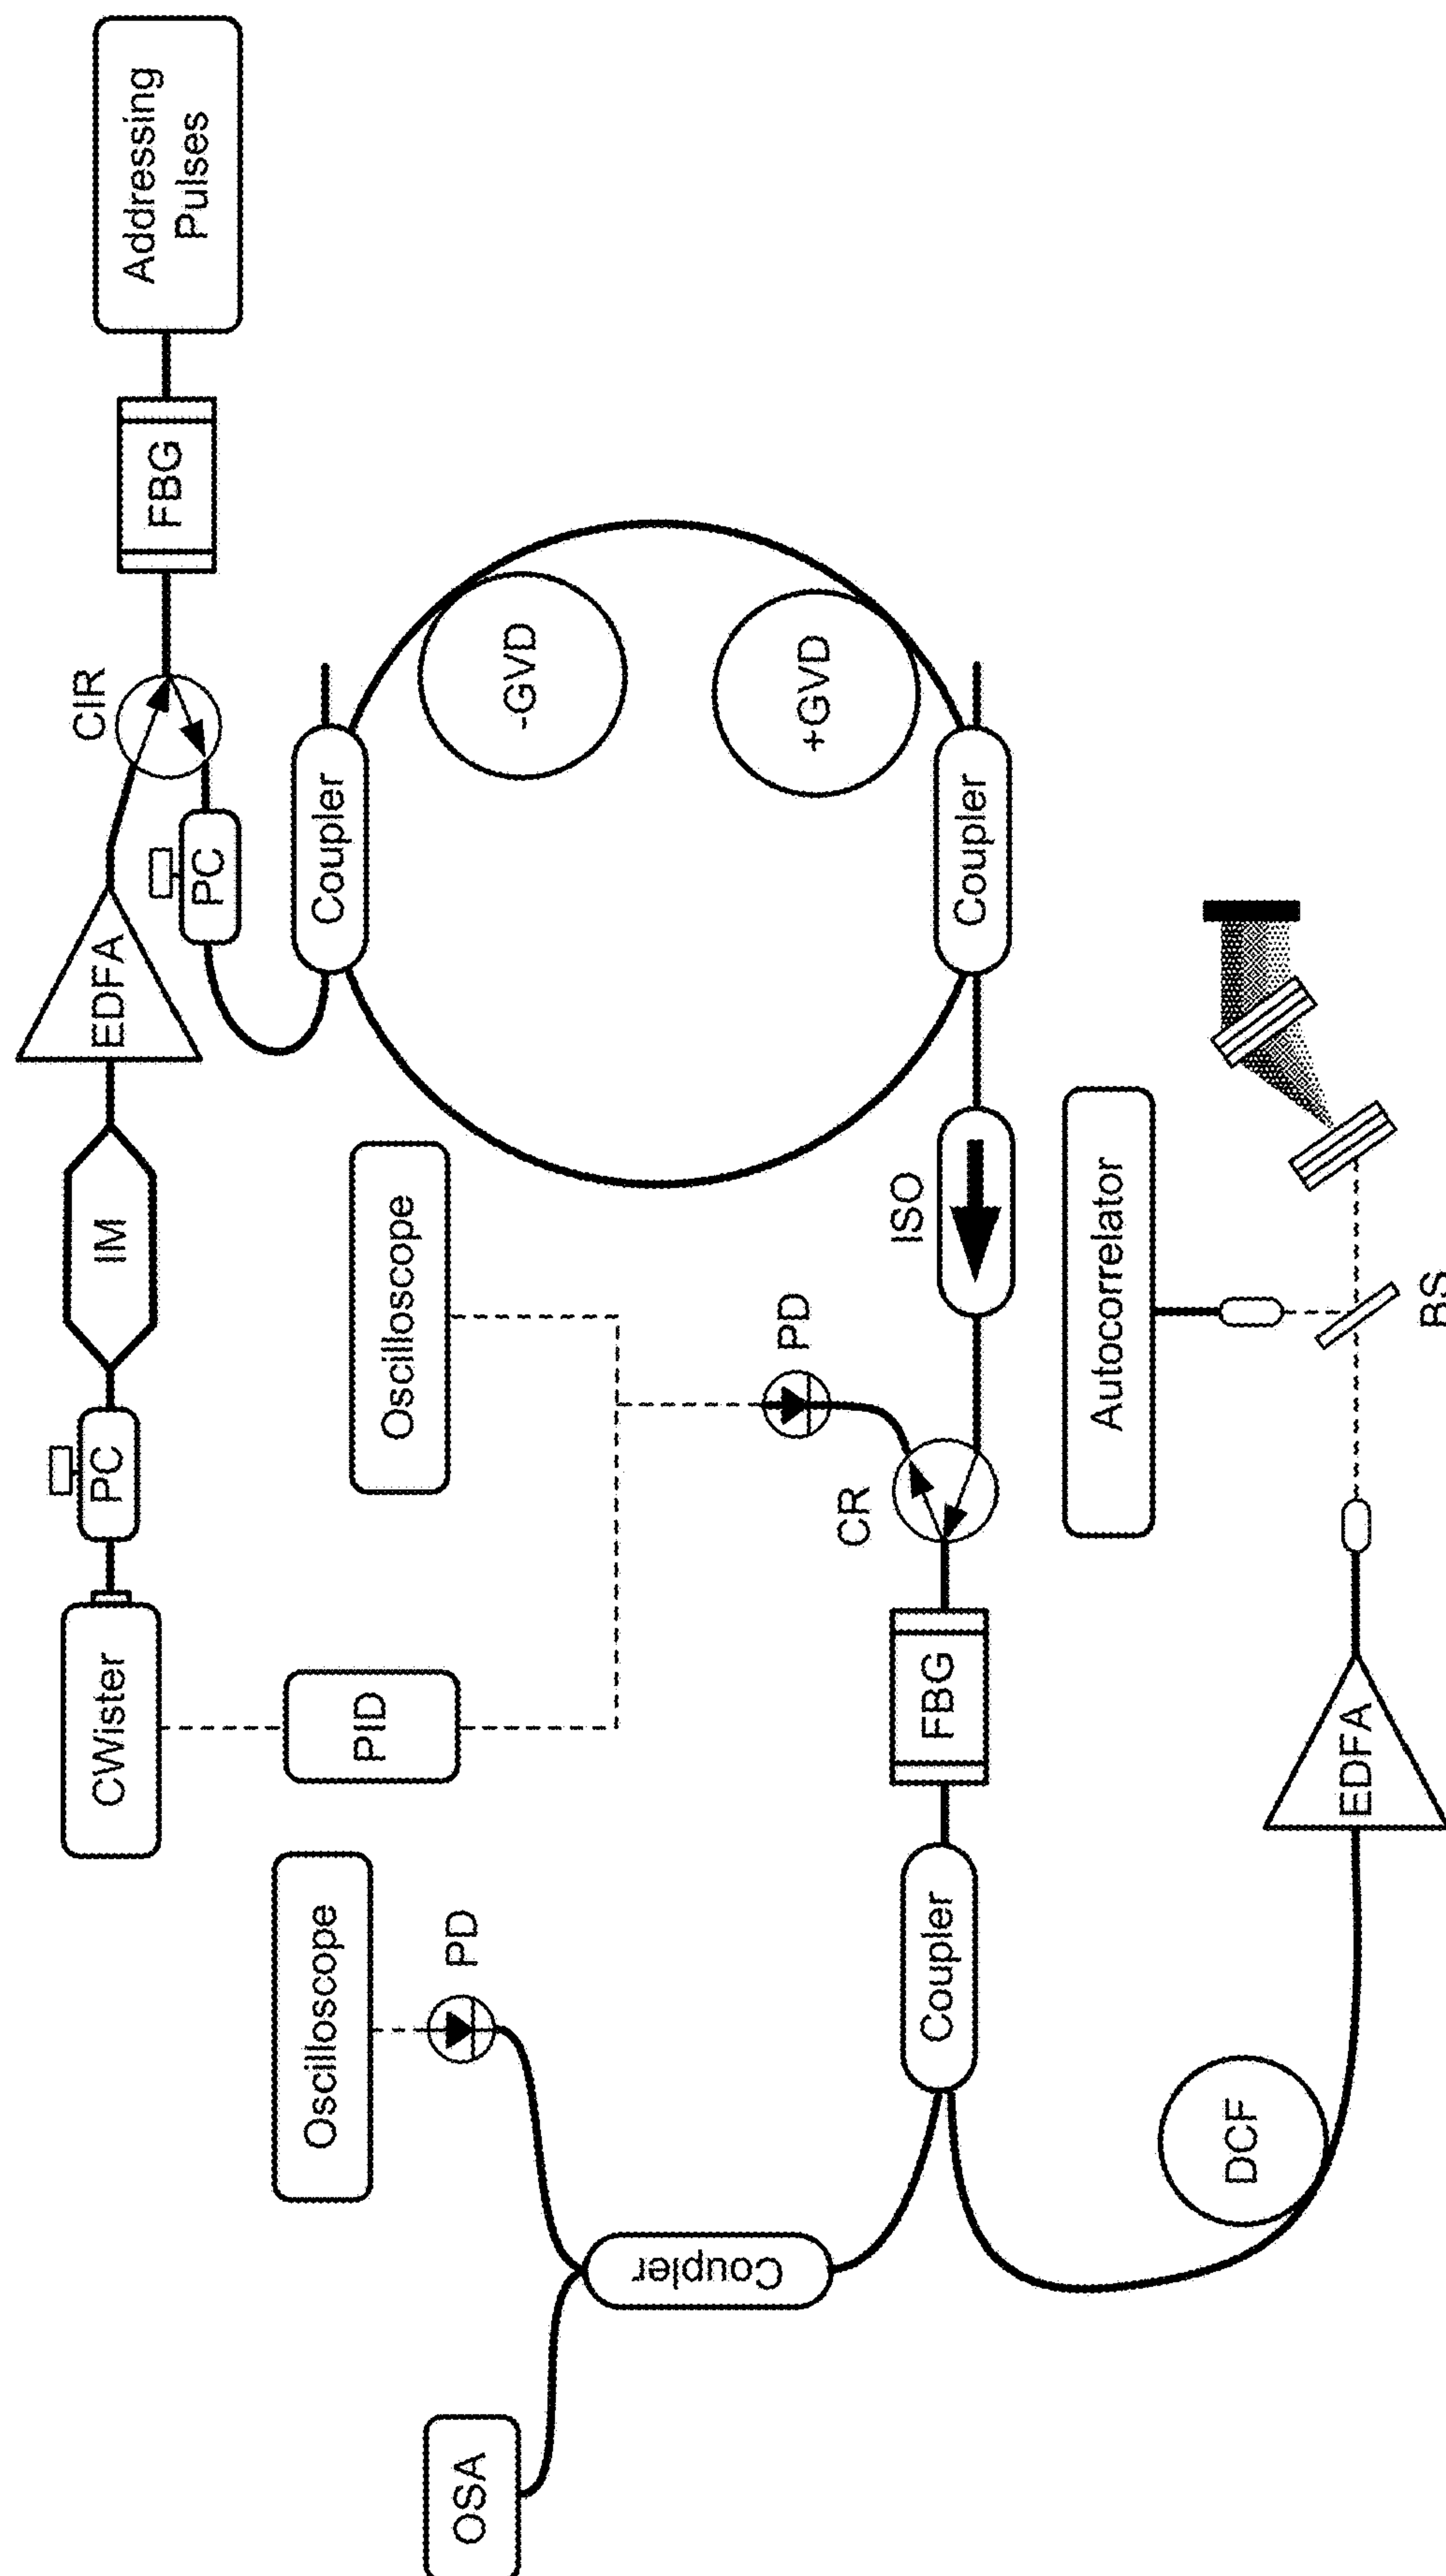 CWister
PC
IM
EDFA
CIR
FBG
Addressing
Pulses
PC
Coupler
-GVD
+GVD
Coupler
Oscilloscope
PID
PD
ISO
CR
FBG
Coupler
Oscilloscope
PD
Coupler
OSA
DCF
EDFA
Autocorrelator
BS